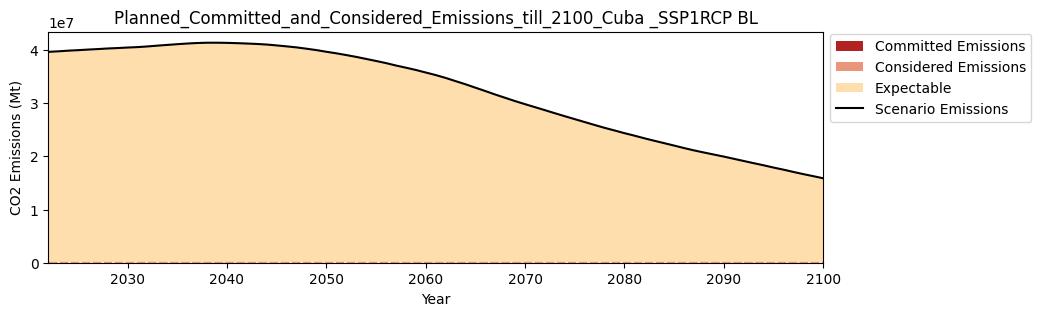 Planned_Committed_and_Considered_Emissions_till_2100_Cuba _SSP1RCP BL
1e7
4
3
2
1
0
CO2 Emissions (Mt)
2030 2040 2050 2060 2070 2080 2090 2100
Year
Committed Emissions
Considered Emissions
Expectable
Scenario Emissions